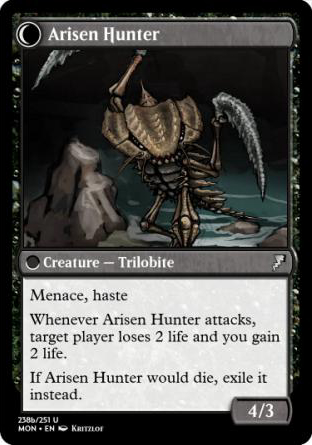 Arisen Hunter
Creature — Trilobite
Menace, haste
Whenever Arisen Hunter attacks,
target player loses 2 life and you gain
2 life.
If Arisen Hunter would die, exile it
instead.
4/3
238b/251 U
MON • EN Kritzlof